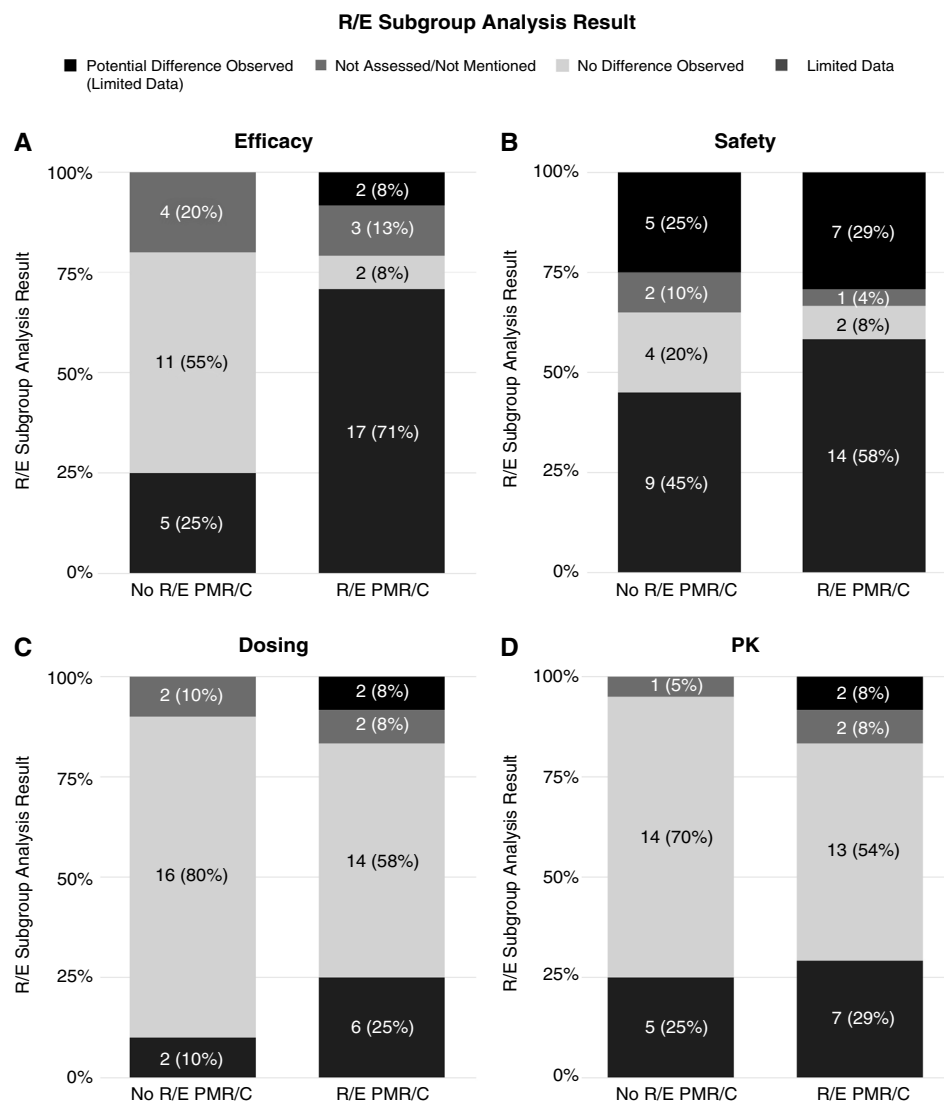 R/E Subgroup Analysis Result
Potential Difference Observed
(Limited Data)
Not Assessed/Not Mentioned
No Difference Observed
Limited Data
A
Efficacy
R/E Subgroup Analysis Result
100%
75%
50%
25%
0%
4 (20%)
11 (55%)
5 (25%)
2 (8%)
3 (13%)
2 (8%)
17 (71%)
No R/E PMR/C
R/E PMR/C
B
Safety
R/E Subgroup Analysis Result
100%
75%
50%
25%
0%
5 (25%)
2 (10%)
4 (20%)
9 (45%)
7 (29%)
1 (4%)
2 (8%)
14 (58%)
No R/E PMR/C
R/E PMR/C
C
Dosing
R/E Subgroup Analysis Result
100%
75%
50%
25%
0%
2 (10%)
16 (80%)
2 (10%)
2 (8%)
2 (8%)
14 (58%)
6 (25%)
No R/E PMR/C
R/E PMR/C
D
PK
R/E Subgroup Analysis Result
100%
75%
50%
25%
0%
1 (5%)
14 (70%)
5 (25%)
2 (8%)
2 (8%)
13 (54%)
7 (29%)
No R/E PMR/C
R/E PMR/C